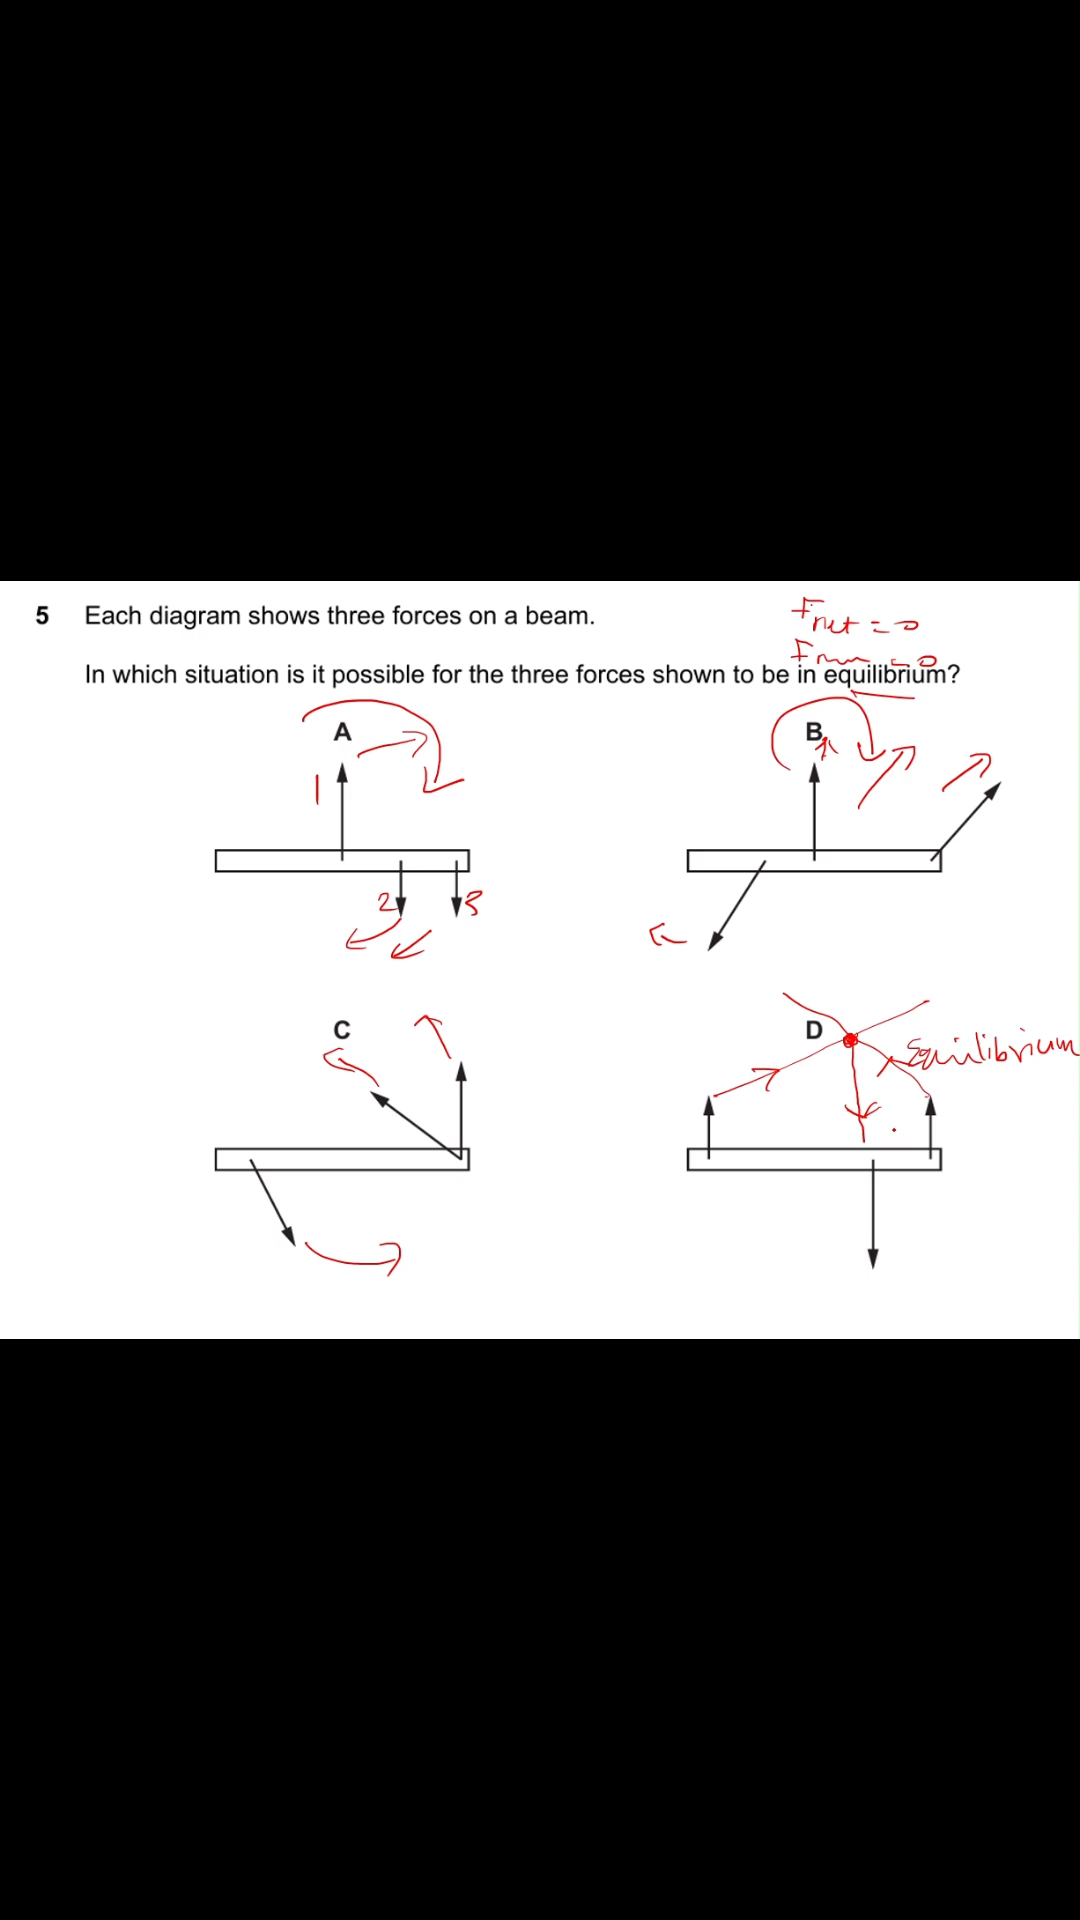 5 Each diagram shows three forces on a beam.
Fnet = 0
In which situation is it possible for the three forces shown to be in equilibrium?
A
B
1
2
3
C
D
Equilibrium